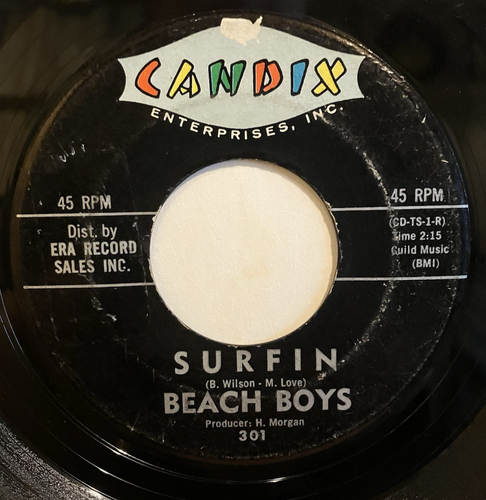 CANDIX
ENTERPRISES, INC.
45 RPM
45 RPM
Dist. by
ERA RECORD
SALES INC.
(CD-TS-1-R)
Time 2:15
Guild Music
(BMI)
SURFIN
(B. Wilson - M. Love)
BEACH BOYS
Producer: H. Morgan
301